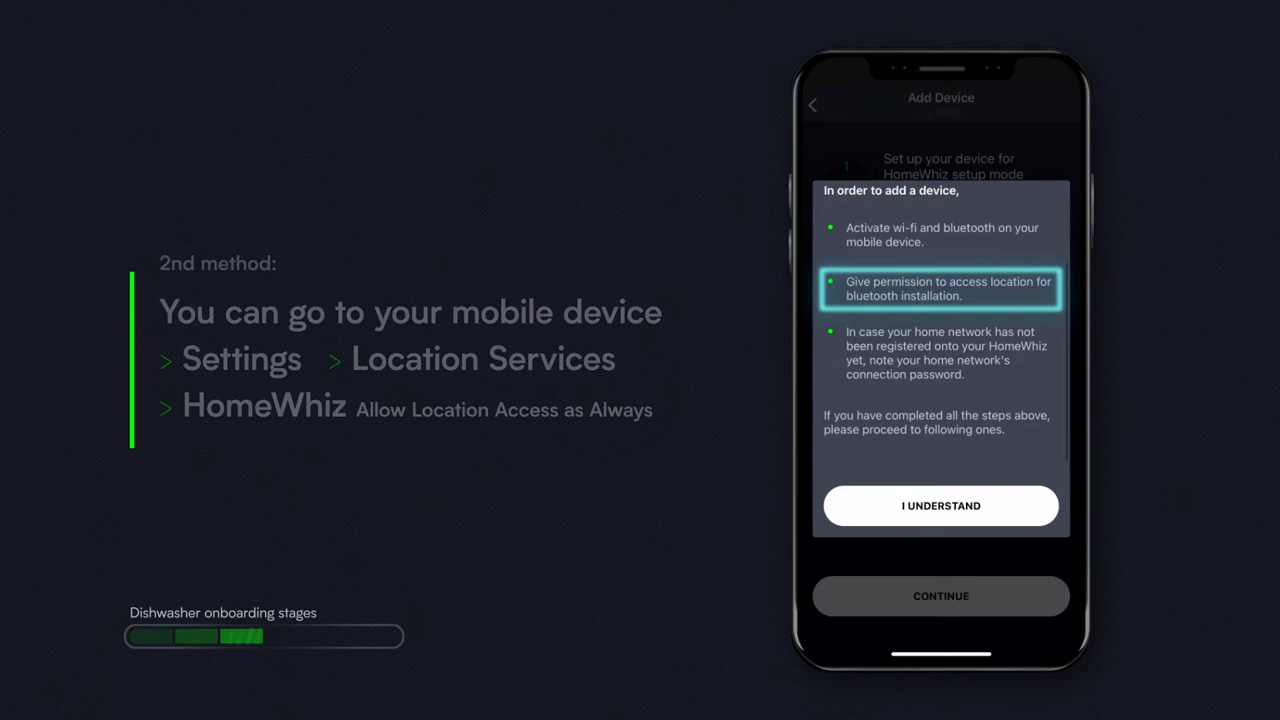 2nd method:
You can go to your mobile device
> Settings > Location Services
> HomeWhiz Allow Location Access as Always
Dishwasher onboarding stages
Add Device
1 Set up your device for
HomeWhiz setup mode
In order to add a device,
Activate wi-fi and bluetooth on your
mobile device.
Give permission to access location for
bluetooth installation.
In case your home network has not
been registered onto your HomeWhiz
yet, note your home network's
connection password.
If you have completed all the steps above,
please proceed to following ones.
I UNDERSTAND
CONTINUE